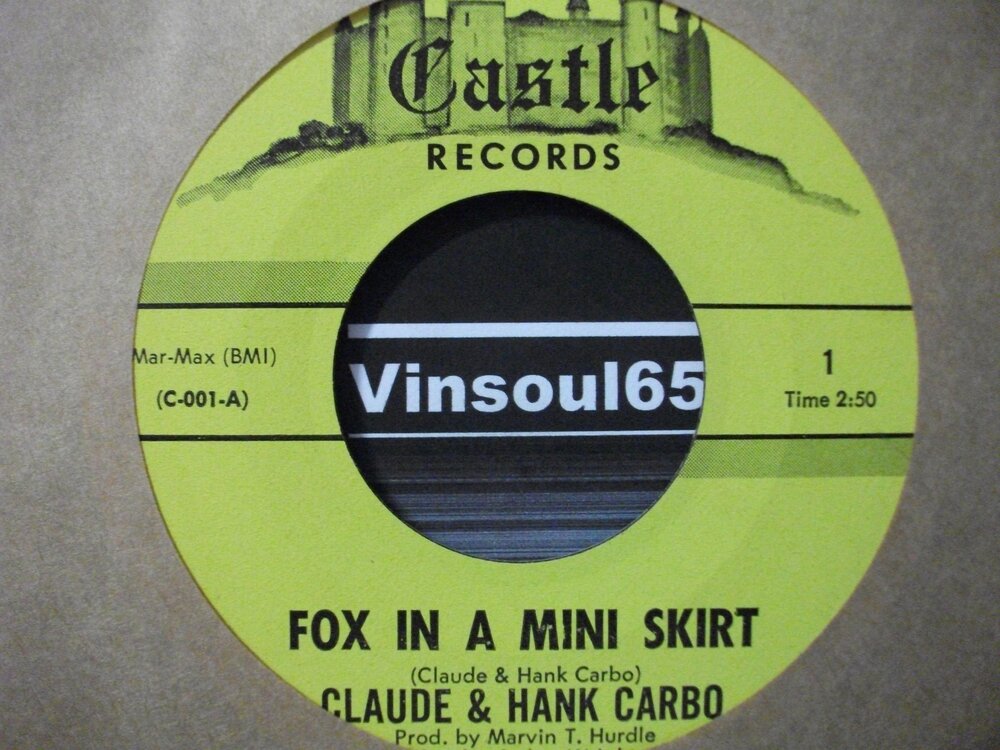 Castle
RECORDS
Mar-Max (BMI)
(C-001-A)
Vinsoul65
1
Time 2:50
FOX IN A MINI SKIRT
(Claude & Hank Carbo)
CLAUDE & HANK CARBO
Prod. by Marvin T. Hurdle